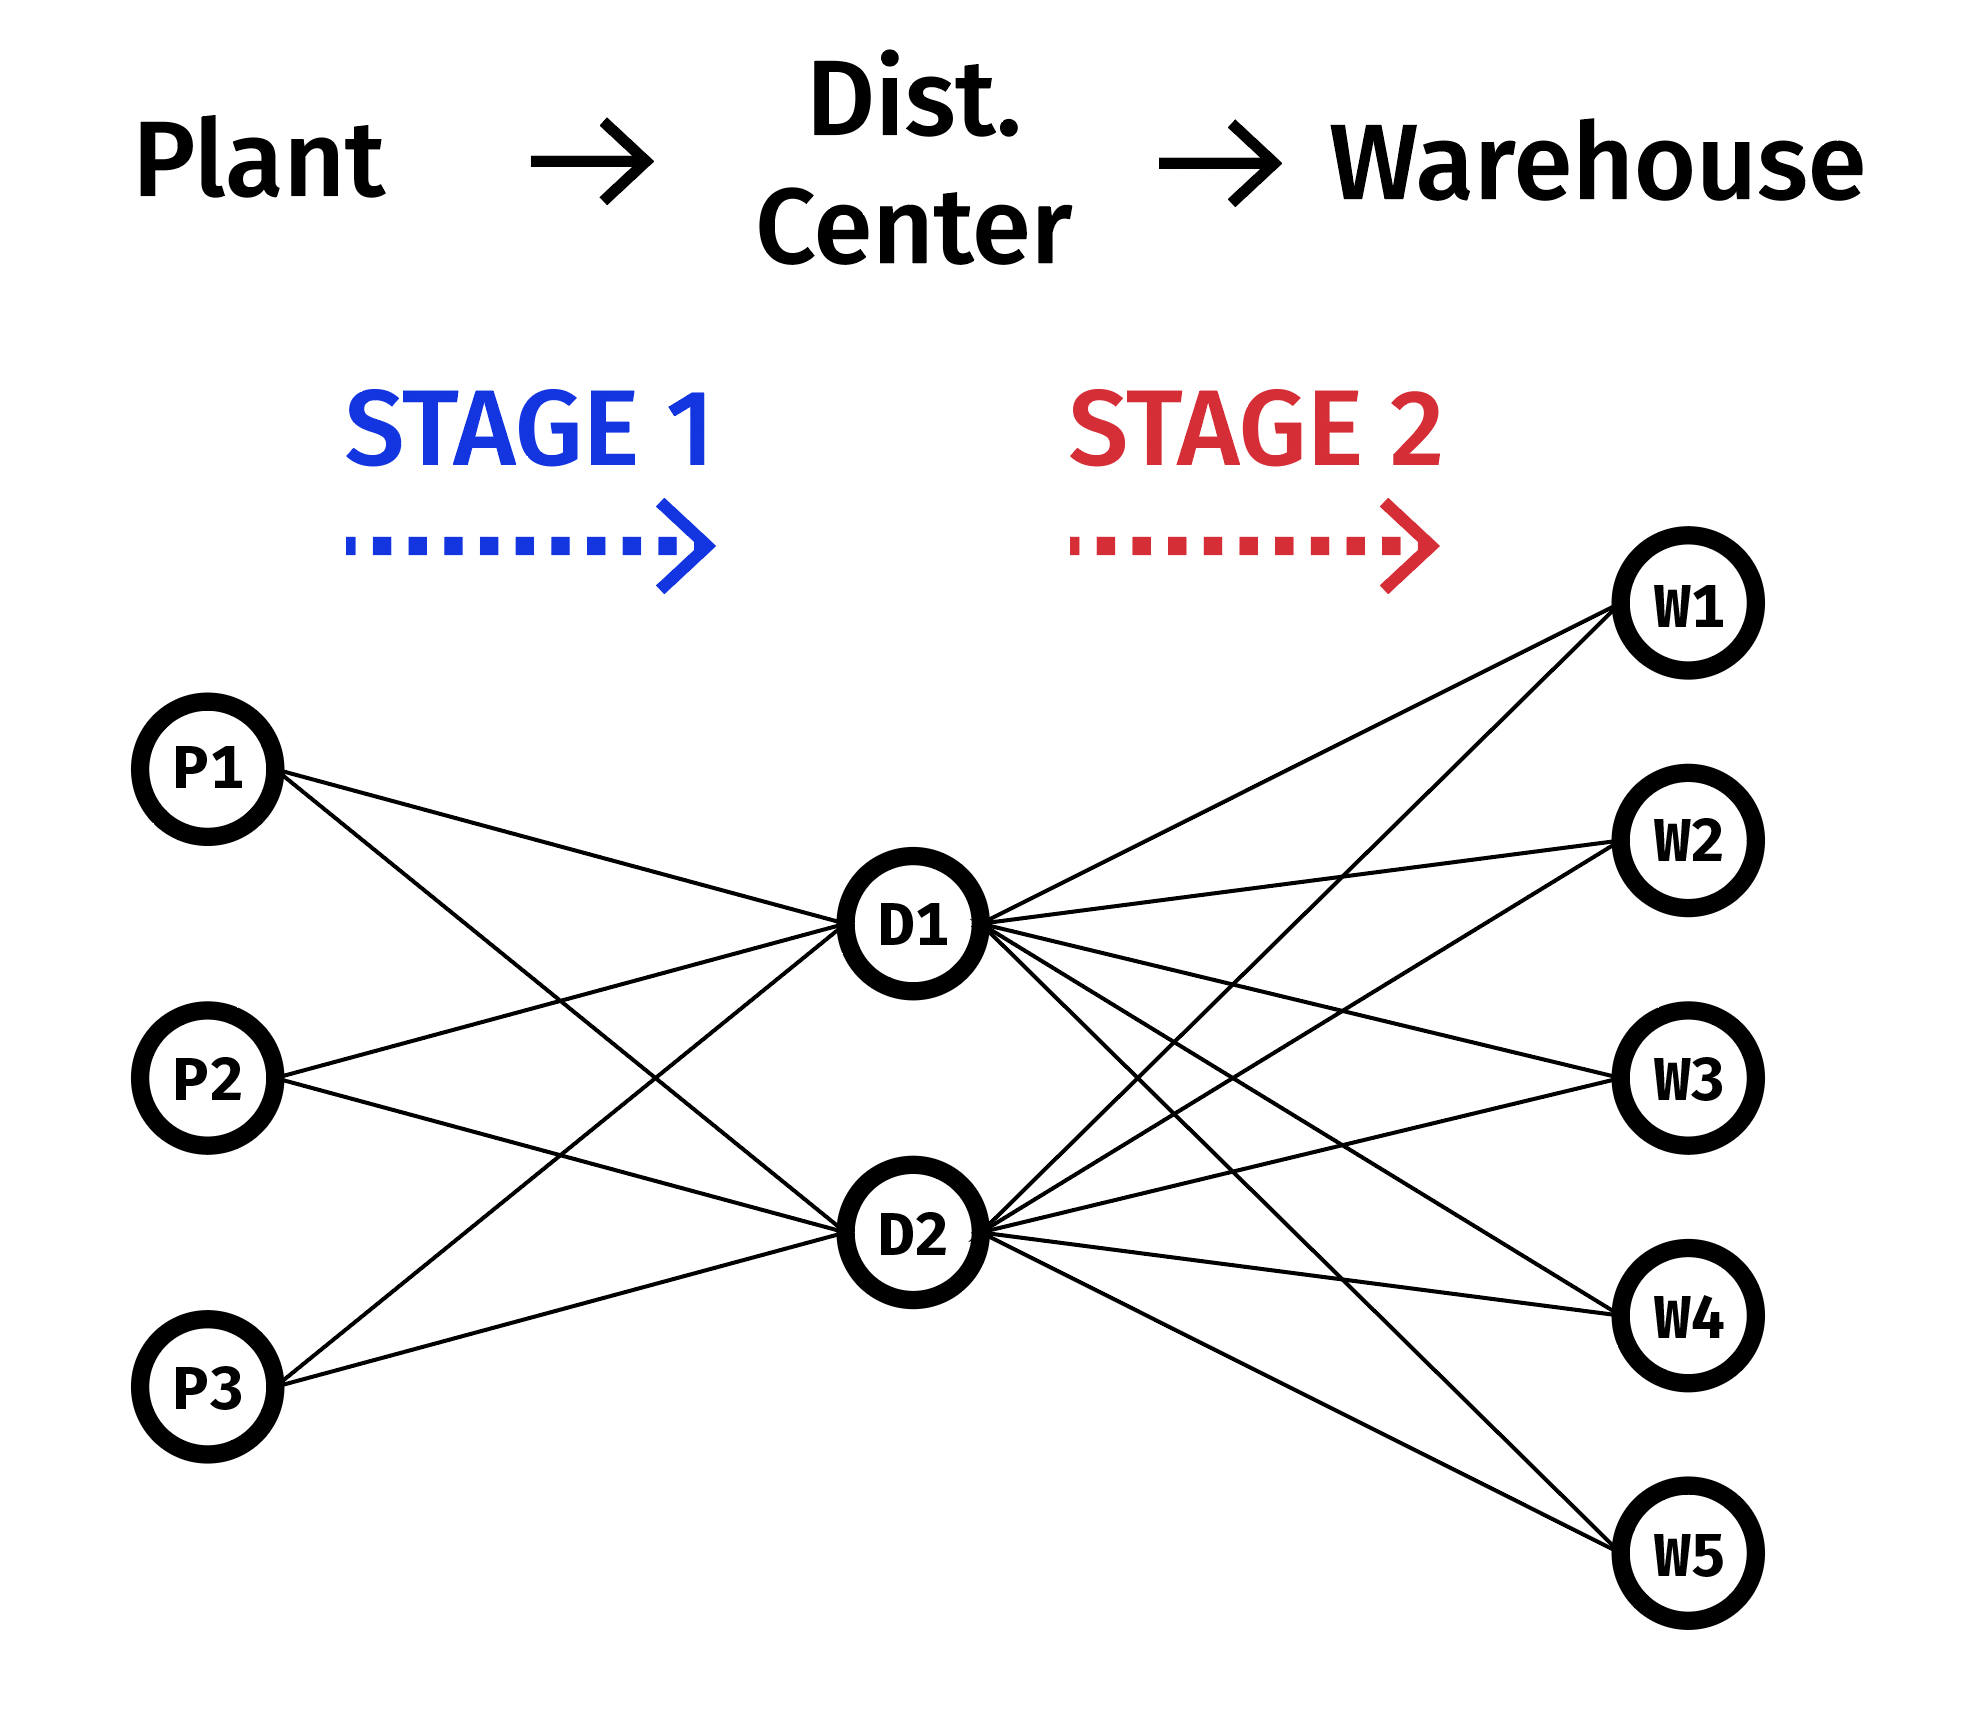 Plant → Dist. Center → Warehouse
STAGE 1
STAGE 2
W1
P1
W2
D1
P2
W3
D2
W4
P3
W5